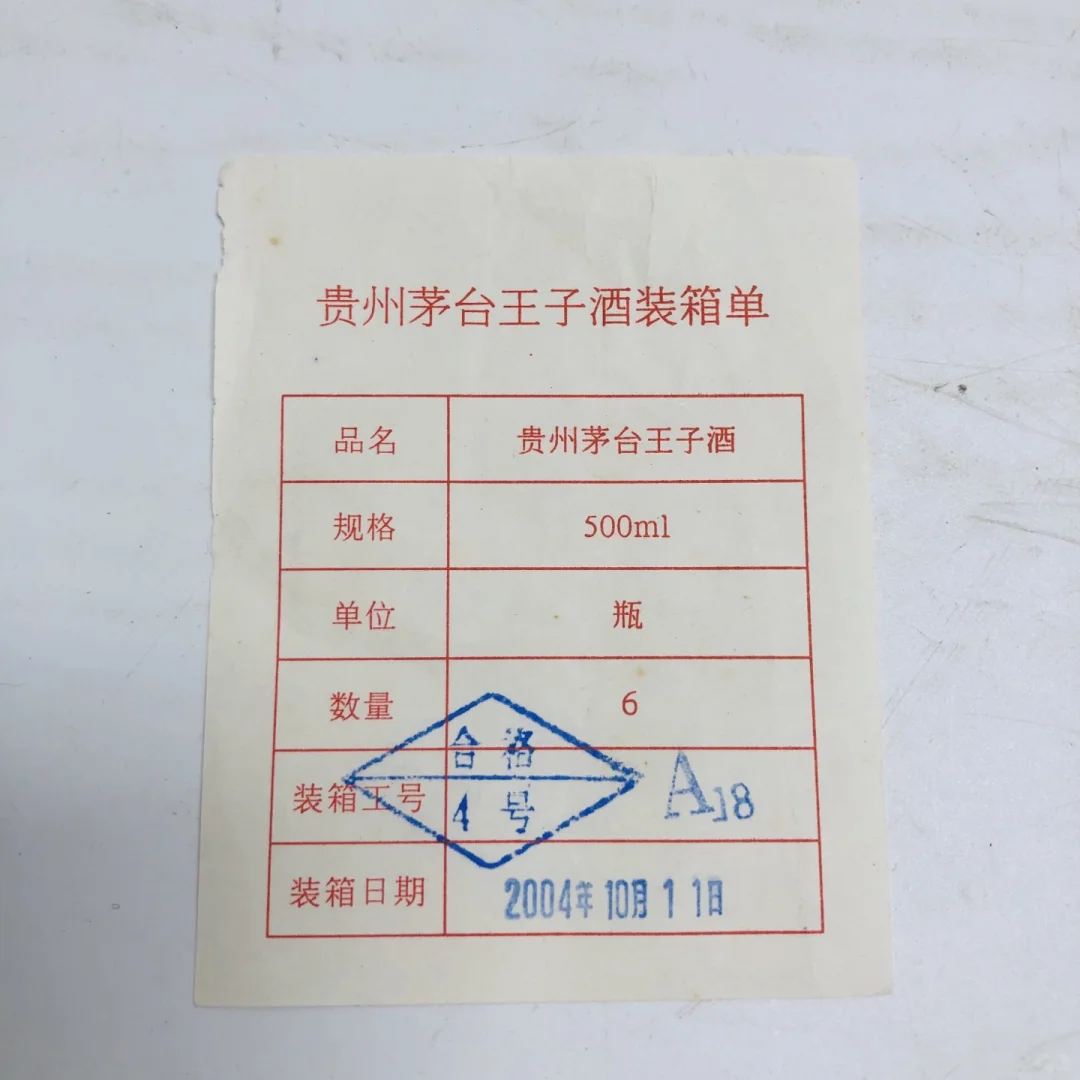 贵州茅台王子酒装箱单
品名 贵州茅台王子酒
规格 500ml
单位 瓶
数量 6
合格
装箱工号 4号 A18
装箱日期 2004年10月11日